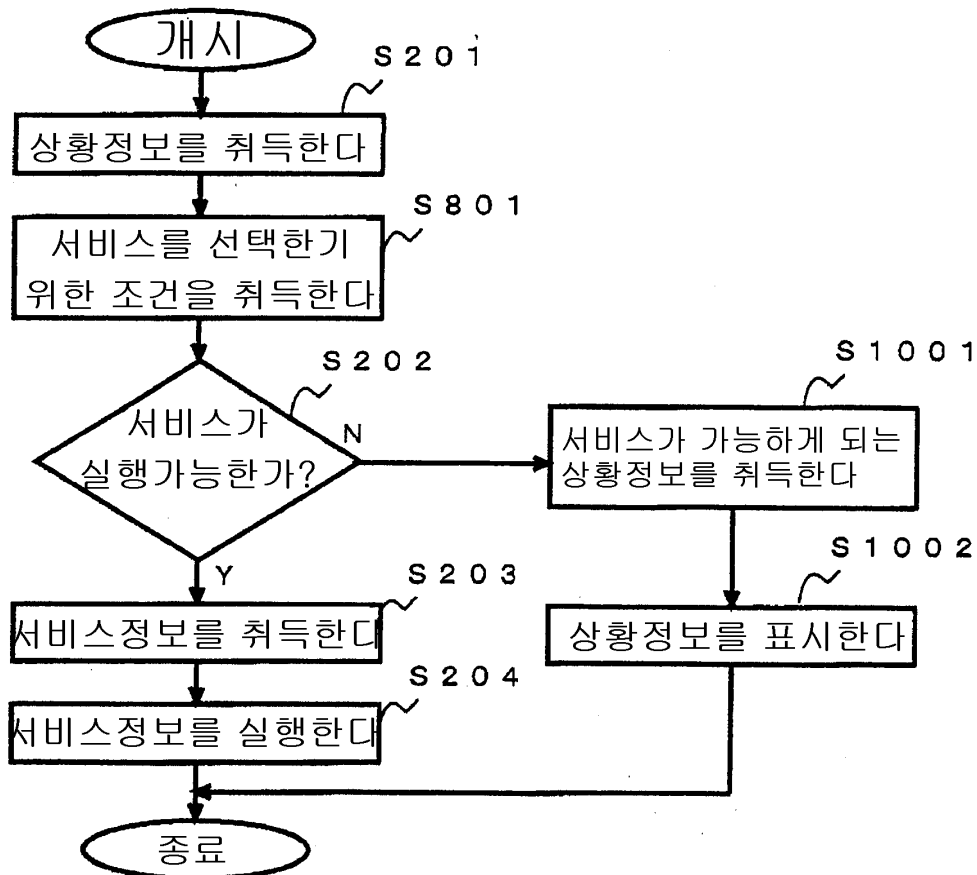 개시
S201
상황정보를 취득한다
S801
서비스를 선택한기
위한 조건을 취득한다
S202
서비스가
실행가능한가?
N
Y
S1001
서비스가 가능하게 되는
상황정보를 취득한다
S1002
상황정보를 표시한다
S203
서비스정보를 취득한다
S204
서비스정보를 실행한다
종료